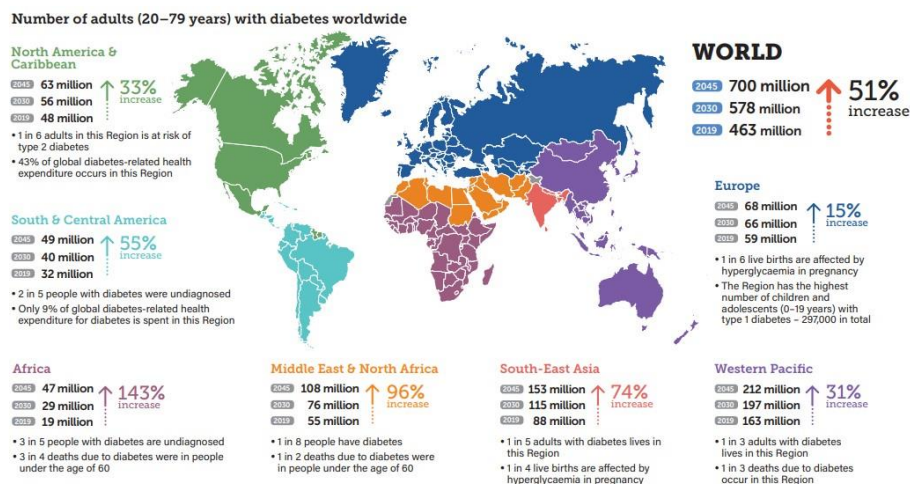 Number of adults (20–79 years) with diabetes worldwide
North America &
Caribbean
2045 63 million
2030 56 million
2019 48 million
33%
increase
• 1 in 6 adults in this Region is at risk of
type 2 diabetes
• 43% of global diabetes-related health
expenditure occurs in this Region
South & Central America
2045 49 million
2030 40 million
2019 32 million
55%
increase
• 2 in 5 people with diabetes were undiagnosed
• Only 9% of global diabetes-related health
expenditure for diabetes is spent in this Region
WORLD
2045 700 million
2030 578 million
2019 463 million
51%
increase
Europe
2045 68 million
2030 66 million
2019 59 million
15%
increase
• 1 in 6 live births are affected by
hyperglycaemia in pregnancy
• The Region has the highest
number of children and
adolescents (0–19 years) with
type 1 diabetes – 297,000 in total
Africa
2045 47 million
2030 29 million
2019 19 million
143%
increase
• 3 in 5 people with diabetes are undiagnosed
• 3 in 4 deaths due to diabetes were in people
under the age of 60
Middle East & North Africa
2045 108 million
2030 76 million
2019 55 million
96%
increase
• 1 in 8 people have diabetes
• 1 in 2 deaths due to diabetes were
in people under the age of 60
South-East Asia
2045 153 million
2030 115 million
2019 88 million
74%
increase
• 1 in 5 adults with diabetes lives in
this Region
• 1 in 4 live births are affected by
hyperglycaemia in pregnancy
Western Pacific
2045 212 million
2030 197 million
2019 163 million
31%
increase
• 1 in 3 adults with diabetes
lives in this Region
• 1 in 3 deaths due to diabetes
occur in this Region